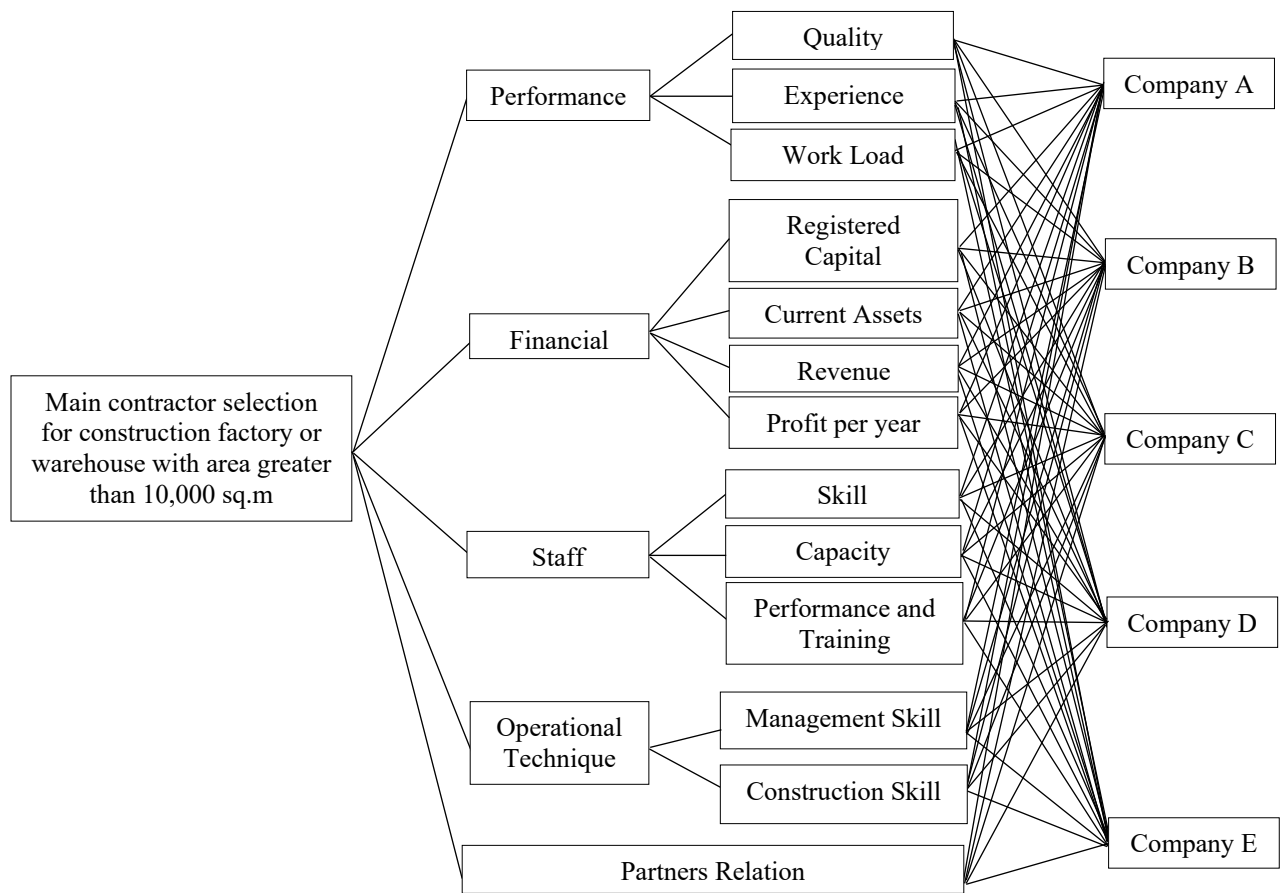 Main contractor selection
for construction factory or
warehouse with area greater
than 10,000 sq.m
Performance
Financial
Staff
Operational
Technique
Partners Relation
Quality
Experience
Work Load
Registered
Capital
Current Assets
Revenue
Profit per year
Skill
Capacity
Performance and
Training
Management Skill
Construction Skill
Company A
Company B
Company C
Company D
Company E